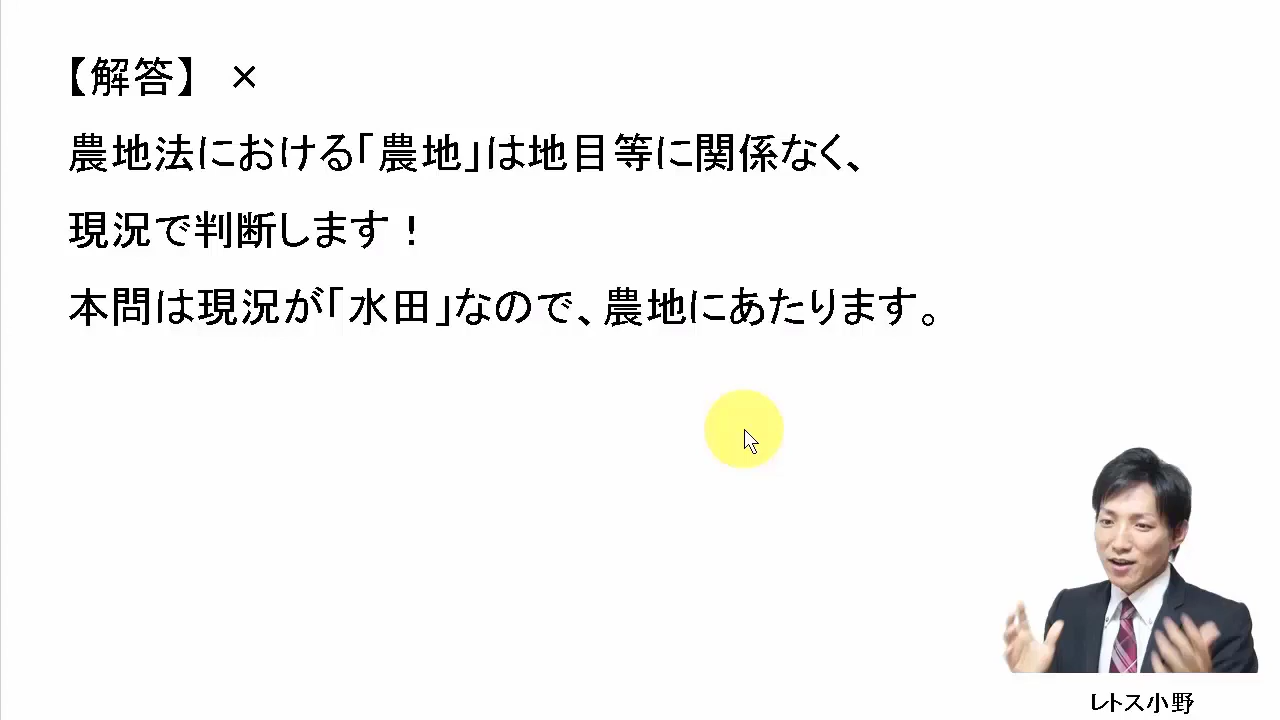 【解答】 ×
農地法における「農地」は地目等に関係なく、
現況で判断します！
本問は現況が「水田」なので、農地にあたります。
レトス小野